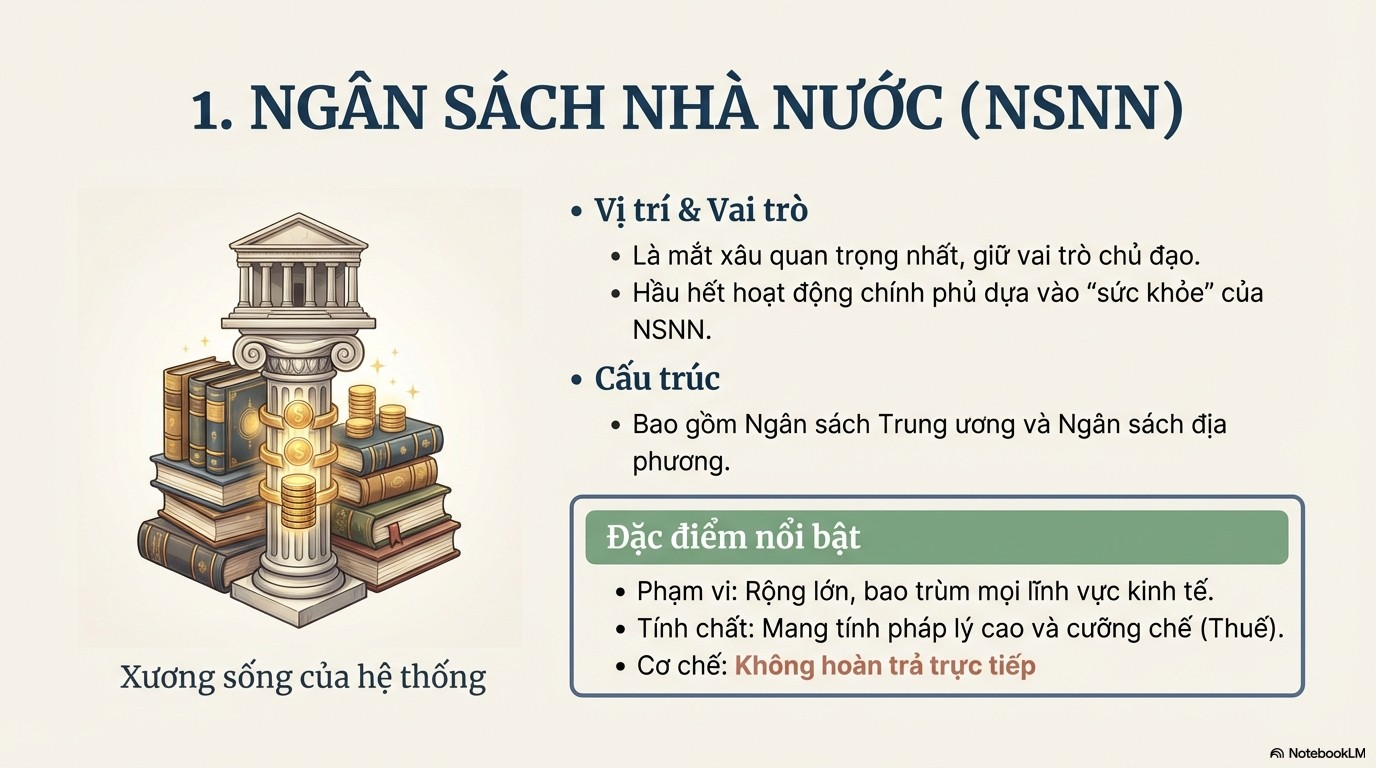 1. NGÂN SÁCH NHÀ NƯỚC (NSNN)
• Vị trí & Vai trò
• Là mắt xâu quan trọng nhất, giữ vai trò chủ đạo.
• Hầu hết hoạt động chính phủ dựa vào “sức khỏe” của
NSNN.
• Cấu trúc
• Bao gồm Ngân sách Trung ương và Ngân sách địa
phương.
Đặc điểm nổi bật
• Phạm vi: Rộng lớn, bao trùm mọi lĩnh vực kinh tế.
• Tính chất: Mang tính pháp lý cao và cưỡng chế (Thuế).
• Cơ chế: Không hoàn trả trực tiếp
Xương sống của hệ thống
NotebookLM